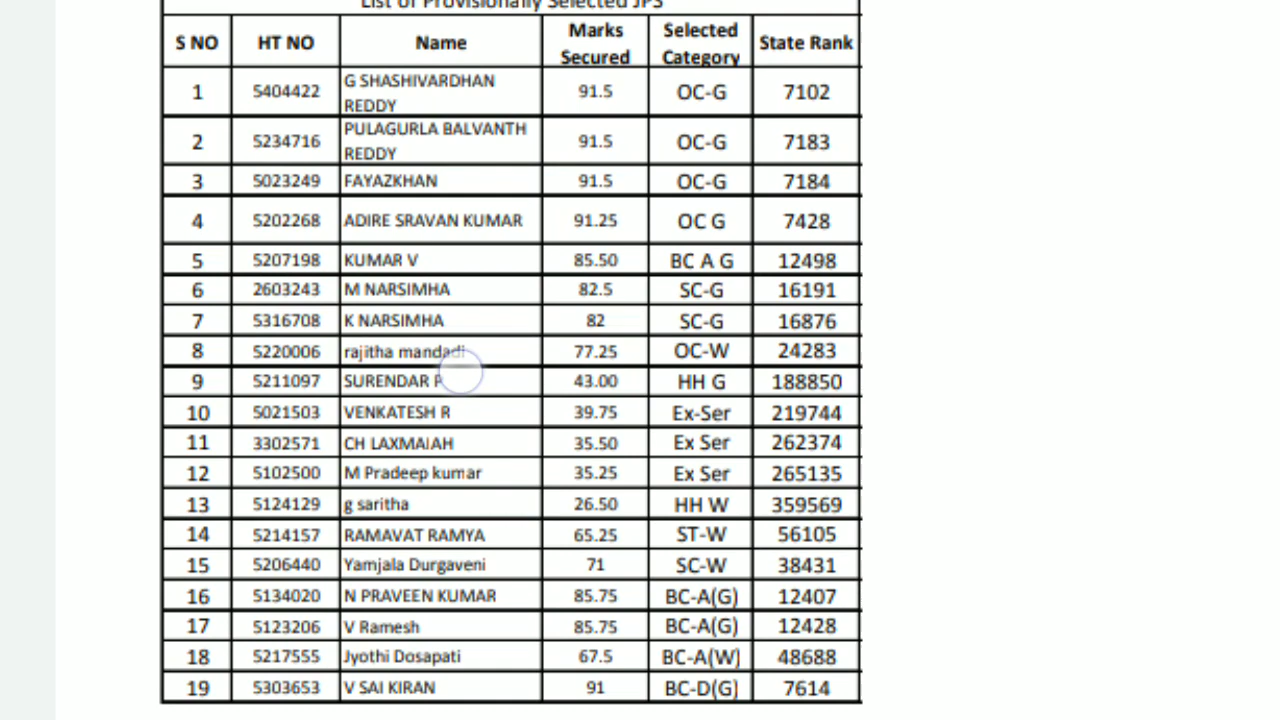 List of Provisionally Selected JPS
S NO HT NO Name Marks Secured Selected Category State Rank
1 5404422 G SHASHIVARDHAN REDDY 91.5 OC-G 7102
2 5234716 PULAGURLA BALVANTH REDDY 91.5 OC-G 7183
3 5023249 FAYAZKHAN 91.5 OC-G 7184
4 5202268 ADIRE SRAVAN KUMAR 91.25 OC G 7428
5 5207198 KUMAR V 85.50 BC A G 12498
6 2603243 M NARSIMHA 82.5 SC-G 16191
7 5316708 K NARSIMHA 82 SC-G 16876
8 5220006 rajitha mandadi 77.25 OC-W 24283
9 5211097 SURENDAR P 43.00 HH G 188850
10 5021503 VENKATESH R 39.75 Ex-Ser 219744
11 3302571 CH LAXMAIAH 35.50 Ex Ser 262374
12 5102500 M Pradeep kumar 35.25 Ex Ser 265135
13 5124129 g saritha 26.50 HH W 359569
14 5214157 RAMAVAT RAMYA 65.25 ST-W 56105
15 5206440 Yamjala Durgaveni 71 SC-W 38431
16 5134020 N PRAVEEN KUMAR 85.75 BC-A(G) 12407
17 5123206 V Ramesh 85.75 BC-A(G) 12428
18 5217555 Jyothi Dosapati 67.5 BC-A(W) 48688
19 5303653 V SAI KIRAN 91 BC-D(G) 7614